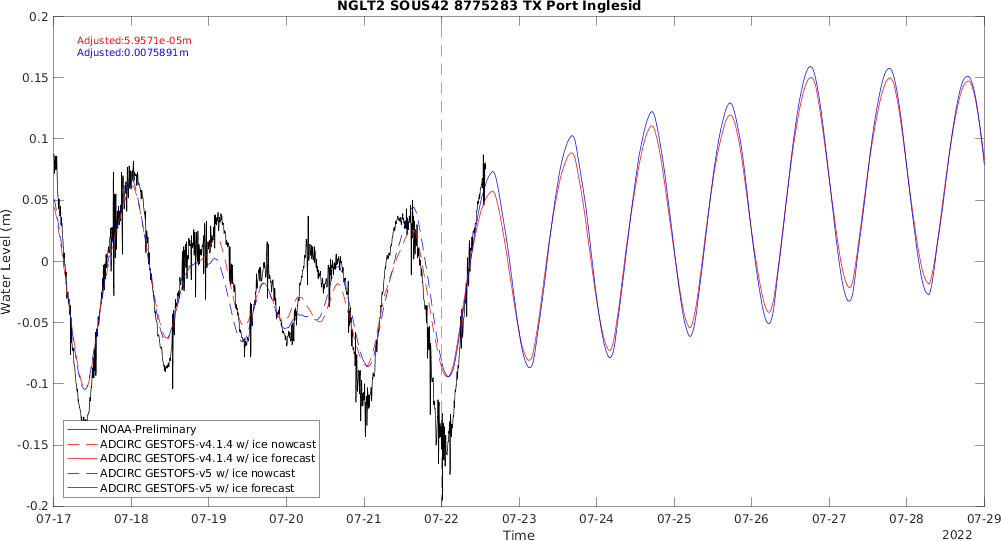 NGLT2 SOUS42 8775283 TX Port Inglesid
Adjusted:5.9571e-05m
Adjusted:0.0075891m
Water Level (m)
0.2
0.15
0.1
0.05
0
-0.05
-0.1
-0.15
-0.2
NOAA-Preliminary
ADCIRC GESTOFS-v4.1.4 w/ ice nowcast
ADCIRC GESTOFS-v4.1.4 w/ ice forecast
ADCIRC GESTOFS-v5 w/ ice nowcast
ADCIRC GESTOFS-v5 w/ ice forecast
07-17 07-18 07-19 07-20 07-21 07-22 07-23 07-24 07-25 07-26 07-27 07-28 07-29
Time
2022